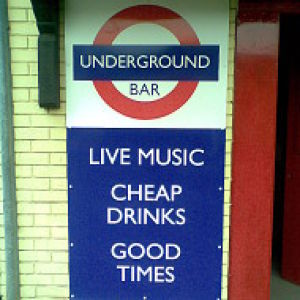 UNDERGROUND
BAR
LIVE MUSIC
CHEAP
DRINKS
GOOD
TIMES